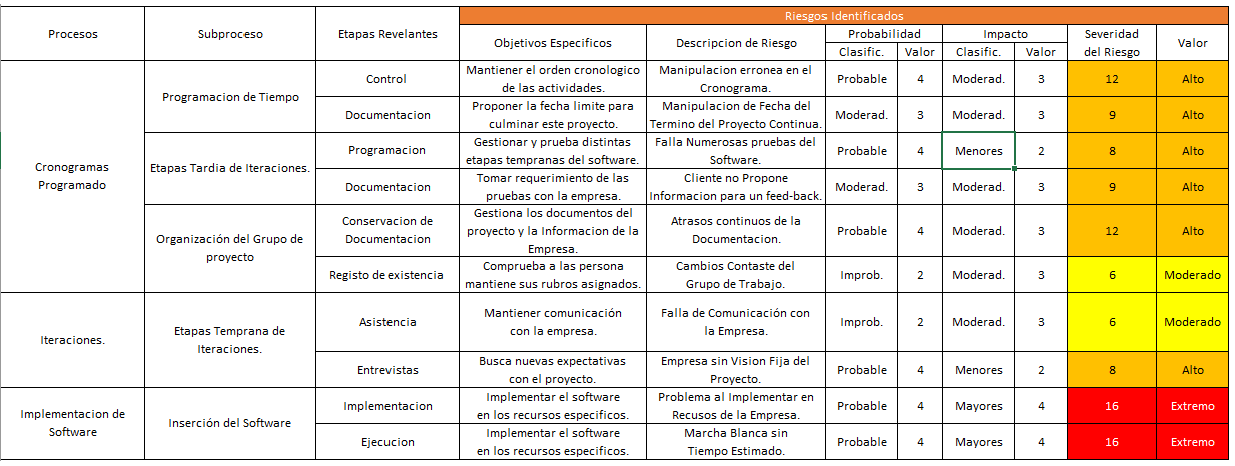 Riesgos Identificados
Procesos
Subproceso
Etapas Revelantes
Objetivos Especificos
Descripcion de Riesgo
Probabilidad
Impacto
Severidad
del Riesgo
Valor
Clasific.
Valor
Clasific.
Valor
Cronogramas
Programado
Programacion de Tiempo
Control
Mantiener el orden cronologico
de las actividades.
Manipulacion erronea en el
Cronograma.
Probable
4
Moderad.
3
12
Alto
Documentacion
Proponer la fecha limite para
culminar este proyecto.
Manipulacion de Fecha del
Termino del Proyecto Continua.
Moderad.
3
Moderad.
3
9
Alto
Etapas Tardia de Iteraciones.
Programacion
Gestionar y prueba distintas
etapas tempranas del software.
Falla Numerosas pruebas del
Software.
Probable
4
Menores
2
8
Alto
Documentacion
Tomar requerimiento de las
pruebas con la empresa.
Cliente no Propone
Informacion para un feed-back.
Moderad.
3
Moderad.
3
9
Alto
Organización del Grupo de
proyecto
Conservacion de
Documentacion
Gestiona los documentos del
proyecto y la Informacion de la
Empresa.
Atrasos continuos de la
Documentacion.
Probable
4
Moderad.
3
12
Alto
Registo de existencia
Comprueba a las persona
mantiene sus rubros asignados.
Cambios Contaste del
Grupo de Trabajo.
Improb.
2
Moderad.
3
6
Moderado
Iteraciones.
Etapas Temprana de
Iteraciones.
Asistencia
Mantener comunicación
con la empresa.
Falla de Comunicación con
la Empresa.
Improb.
2
Moderad.
3
6
Moderado
Entrevistas
Busca nuevas expectativas
con el proyecto.
Empresa sin Vision Fija del
Proyecto.
Probable
4
Menores
2
8
Alto
Implementacion de
Software
Inserción del Software
Implementacion
Implementar el software
en los recursos especificos.
Problema al Implementar en
Recusos de la Empresa.
Probable
4
Mayores
4
16
Extremo
Ejecucion
Implementar el software
en los recursos especificos.
Marcha Blanca sin
Tiempo Estimado.
Probable
4
Mayores
4
16
Extremo